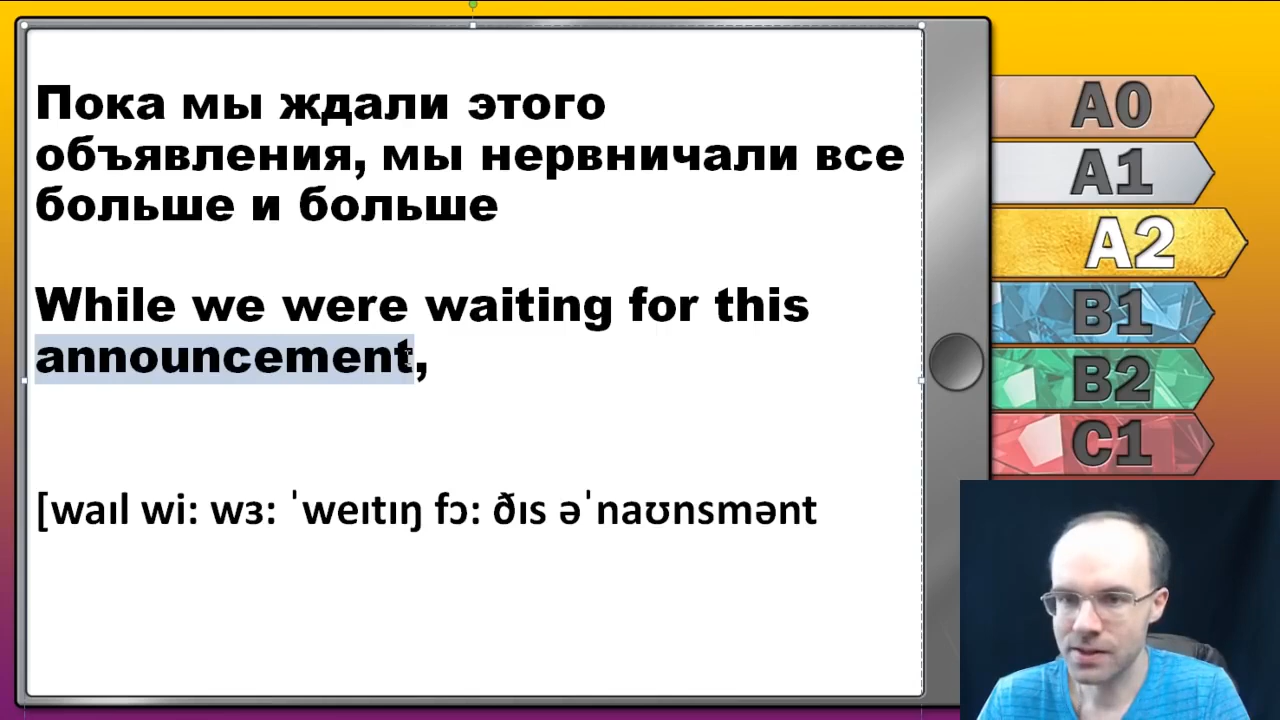 Пока мы ждали этого
объявления, мы нервничали все
больше и больше
While we were waiting for this
announcement,
[waɪl wi: wɜ: ˈweɪtɪŋ fɔ: ðɪs əˈnaʊnsmənt
A0
A1
A2
B1
B2
C1